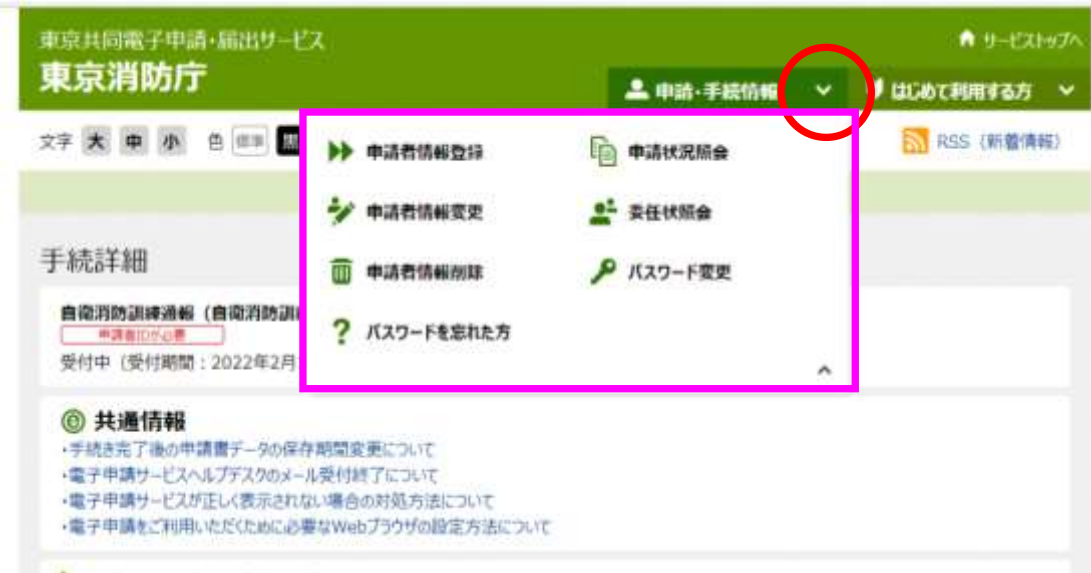 東京共同電子申請・届出サービス
サービストップへ
東京消防庁
申請・手続情報
はじめて利用する方
文字 大 中 小 色 標準 黒
RSS（新着情報）
申請者情報登録
申請状況照会
申請者情報変更
委任状照会
申請者情報削除
パスワード変更
? パスワードを忘れた方
手続詳細
自衛消防訓練通報（自衛消防訓
申請者IDが必要
受付中（受付期間：2022年2月
共通情報
・手続き完了後の申請書データの保存期間変更について
・電子申請サービスヘルプデスクのメール受付終了について
・電子申請サービスが正しく表示されない場合の対処方法について
・電子申請をご利用いただくために必要なWebブラウザの設定方法について